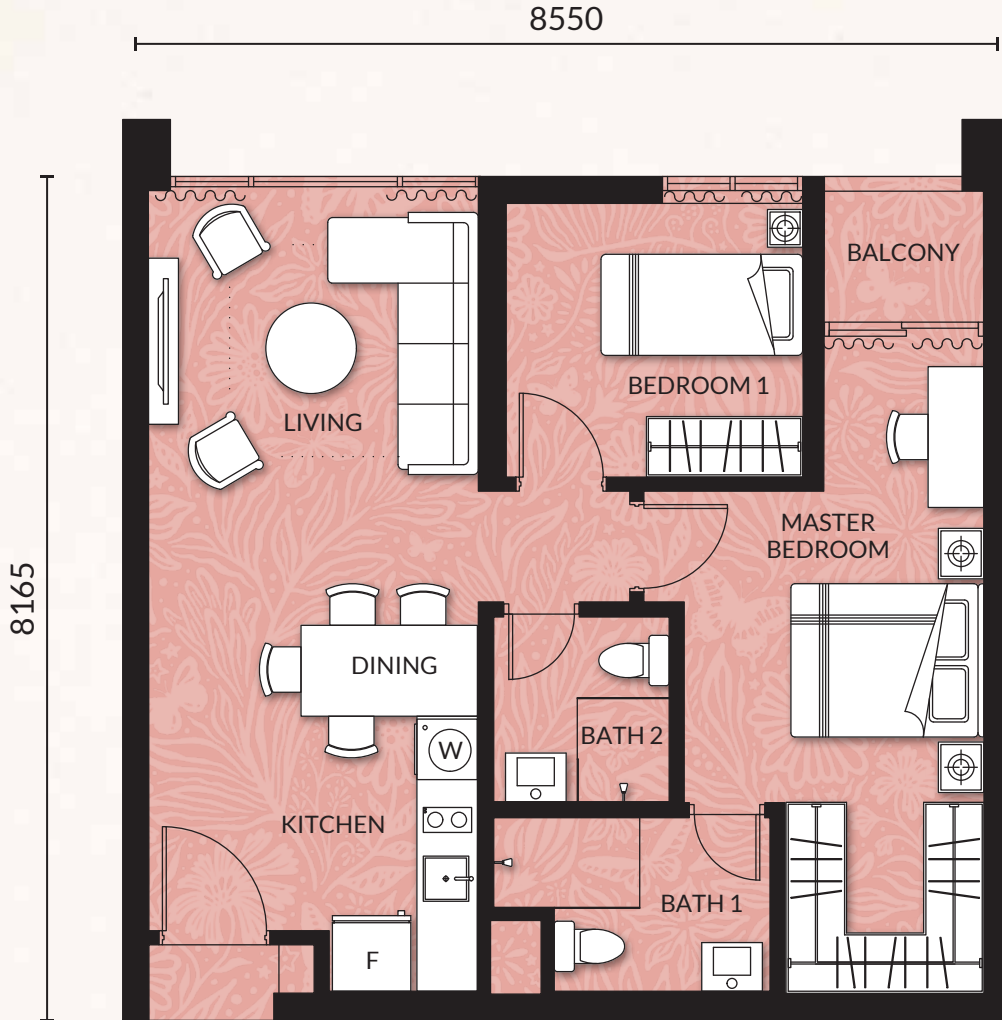 8550
BALCONY
BEDROOM 1
LIVING
MASTER
BEDROOM
8165
DINING
BATH 2
W
KITCHEN
BATH 1
F